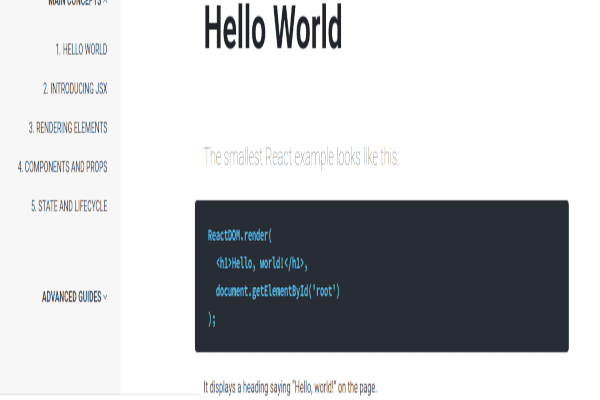 MAIN CONCEPTS ^
1. HELLO WORLD
2. INTRODUCING JSX
3. RENDERING ELEMENTS
4. COMPONENTS AND PROPS
5. STATE AND LIFECYCLE
ADVANCED GUIDES ˅
Hello World
The smallest React example looks like this:
ReactDOM.render(
  <h1>Hello, world!</h1>,
  document.getElementById('root')
);
It displays a heading saying "Hello, world!" on the page.